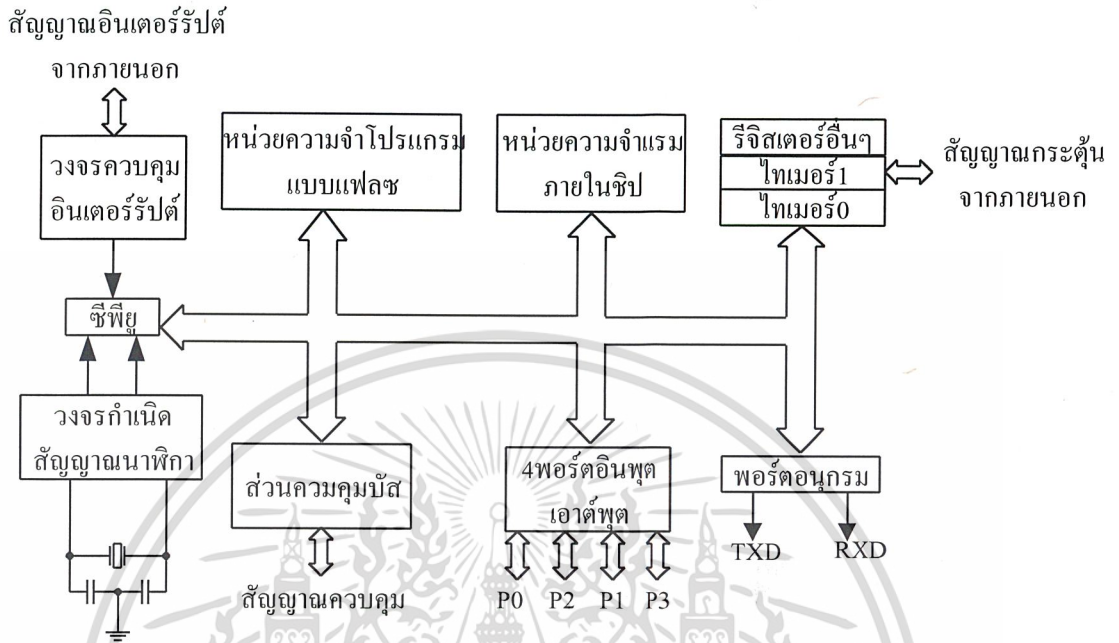 สัญญาณอินเตอร์รัปต์
จากภายนอก
วงจรควบคุม
อินเตอร์รัปต์
หน่วยความจำโปรแกรม
แบบแฟลซ
หน่วยความจำแรม
ภายในชิป
รีจิสเตอร์อื่นๆ
ไทเมอร์1
ไทเมอร์0
สัญญาณกระตุ้น
จากภายนอก
ซีพียู
วงจรกำเนิด
สัญญาณนาฬิกา
ส่วนควมคุมบัส
4พอร์ตอินพุต
เอาต์พุต
พอร์ตอนุกรม
TXD
RXD
สัญญาณควบคุม
P0 P2 P1 P3